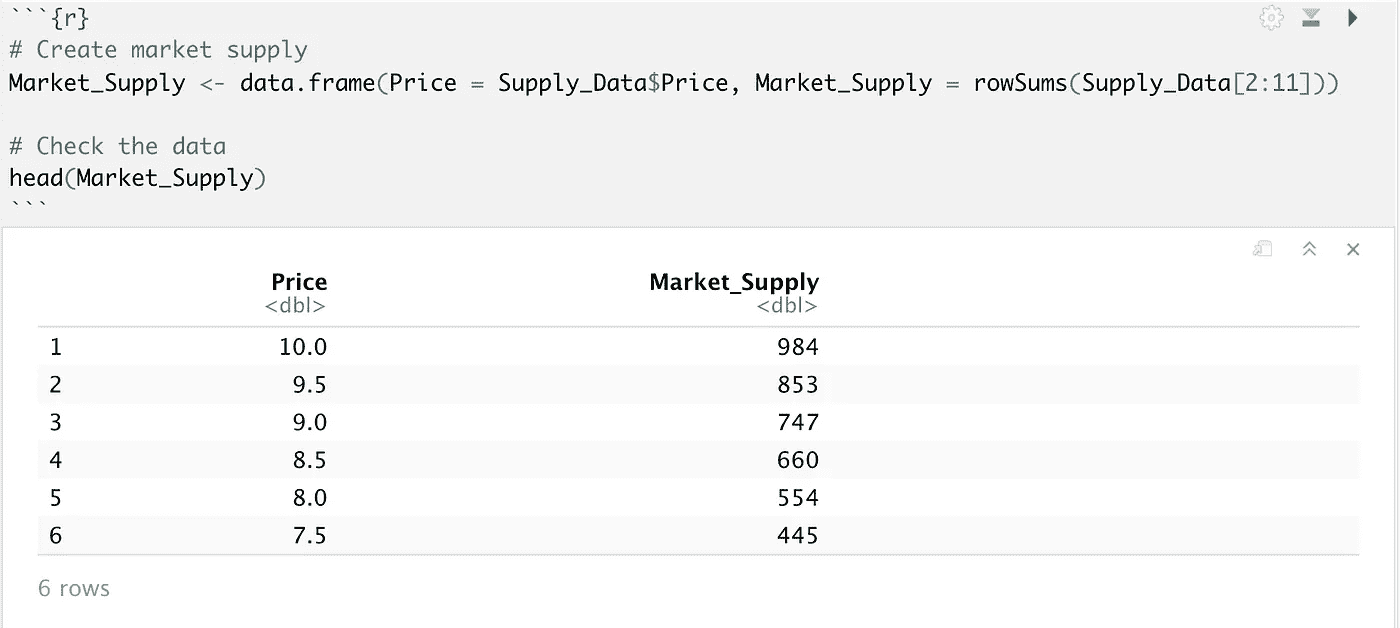 ```{r}
# Create market supply
Market_Supply <- data.frame(Price = Supply_Data$Price, Market_Supply = rowSums(Supply_Data[2:11]))
# Check the data
head(Market_Supply)
```
Price Market_Supply
<dbl> <dbl>
1 10.0 984
2 9.5 853
3 9.0 747
4 8.5 660
5 8.0 554
6 7.5 445
6 rows